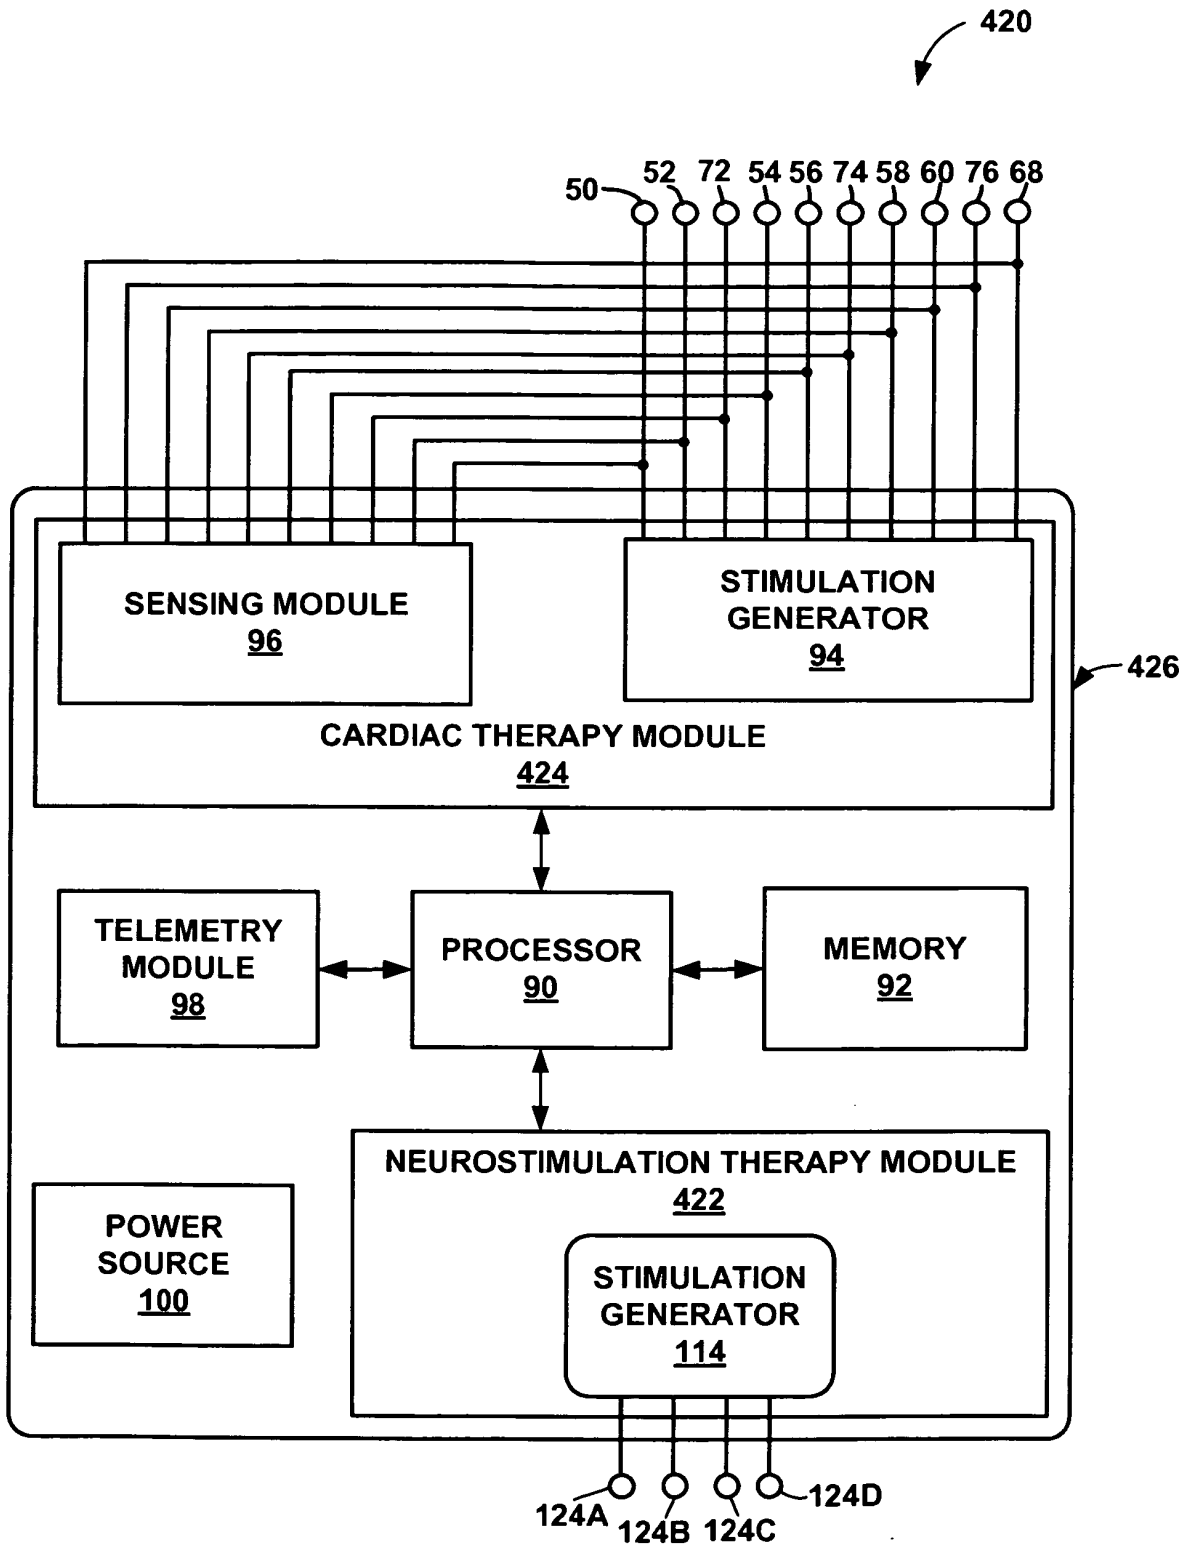 420
50 52 72 54 56 74 58 60 76 68
SENSING MODULE
96
STIMULATION
GENERATOR
94
426
CARDIAC THERAPY MODULE
424
TELEMETRY
MODULE
98
PROCESSOR
90
MEMORY
92
NEUROSTIMULATION THERAPY MODULE
422
POWER
SOURCE
100
STIMULATION
GENERATOR
114
124A 124B 124C 124D